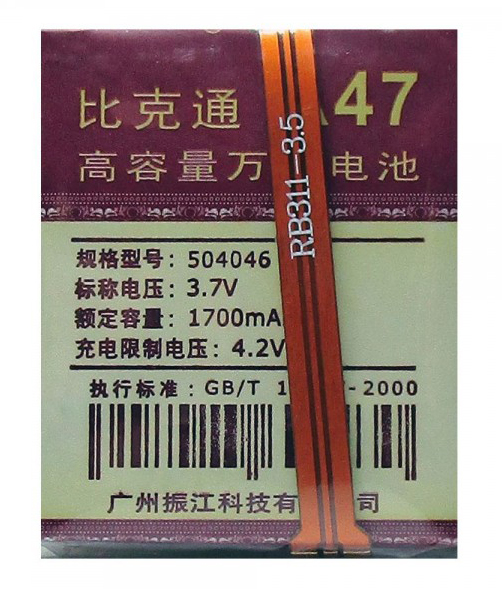 比克通 47
高容量万 电池
规格型号: 504046
标称电压: 3.7V
额定容量: 1700mA
充电限制电压: 4.2V
执行标准: GB/T 1 -2000
广州振江科技有 司
RB311-3.5